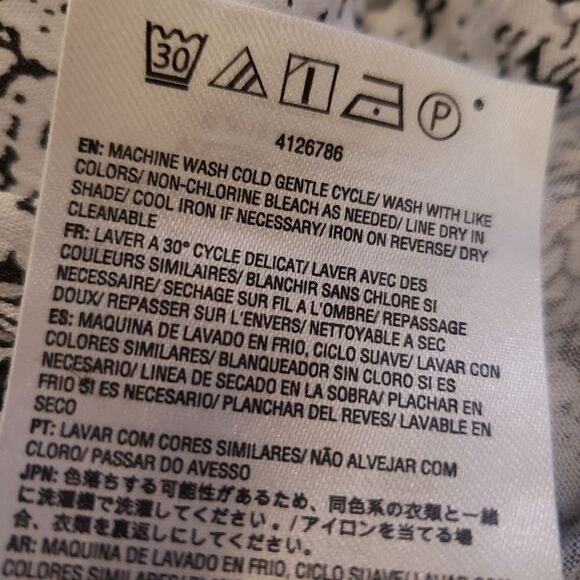 30
P
4126786
EN: MACHINE WASH COLD GENTLE CYCLE/ WASH WITH LIKE
COLORS/ NON-CHLORINE BLEACH AS NEEDED/ LINE DRY IN
SHADE/ COOL IRON IF NECESSARY/ IRON ON REVERSE/ DRY
CLEANABLE
FR: LAVER A 30° CYCLE DELICAT/ LAVER AVEC DES
COULEURS SIMILAIRES/ BLANCHIR SANS CHLORE SI
NECESSAIRE/ SECHAGE SUR FIL A L'OMBRE/ REPASSAGE
DOUX/ REPASSER SUR L'ENVERS/ NETTOYABLE A SEC
ES: MAQUINA DE LAVADO EN FRIO, CICLO SUAVE/ LAVAR CON
COLORES SIMILARES/ BLANQUEADOR SIN CLORO SI ES
NECESARIO/ LINEA DE SECADO EN LA SOBRA/ PLACHAR EN
FRIO SI ES NECESARIO/ PLANCHAR DEL REVES/ LAVABLE EN
SECO
PT: LAVAR COM CORES SIMILARES/ NÃO ALVEJAR COM
CLORO/ PASSAR DO AVESSO
JPN: 色落ちする可能性があるため、同色系の衣類と一緒
に洗濯機で洗濯してください。/アイロンを当てる場
合、衣類を裏返しにしてください。
AR: MAQUINA DE LAVADO EN FRIO, CICLO SUAVE/
COLORES SIMILARES/